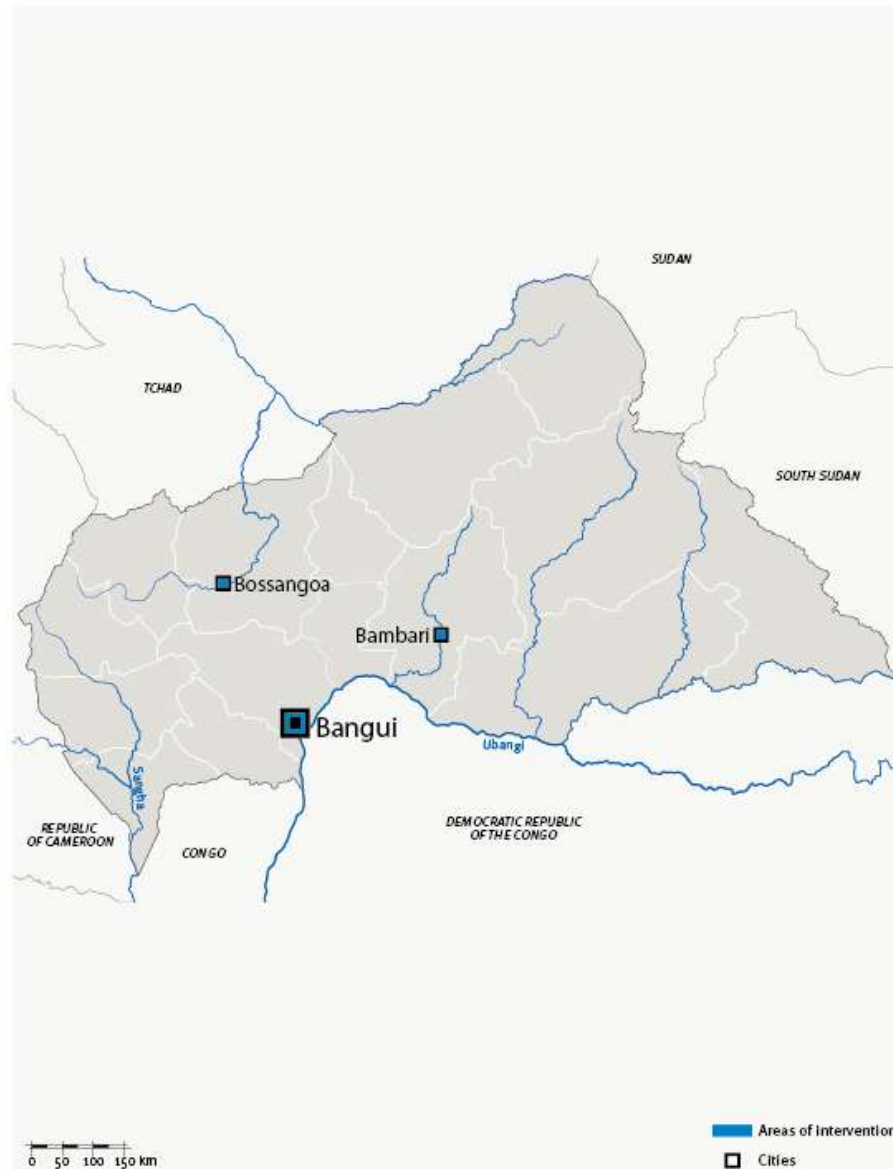 SUDAN
TCHAD
SOUTH SUDAN
Bossangoa
Bambari
Bangui
Ubangi
Sangha
REPUBLIC
OF CAMEROON
CONGO
DEMOCRATIC REPUBLIC
OF THE CONGO
0 50 100 150 km
Areas of intervention
Cities